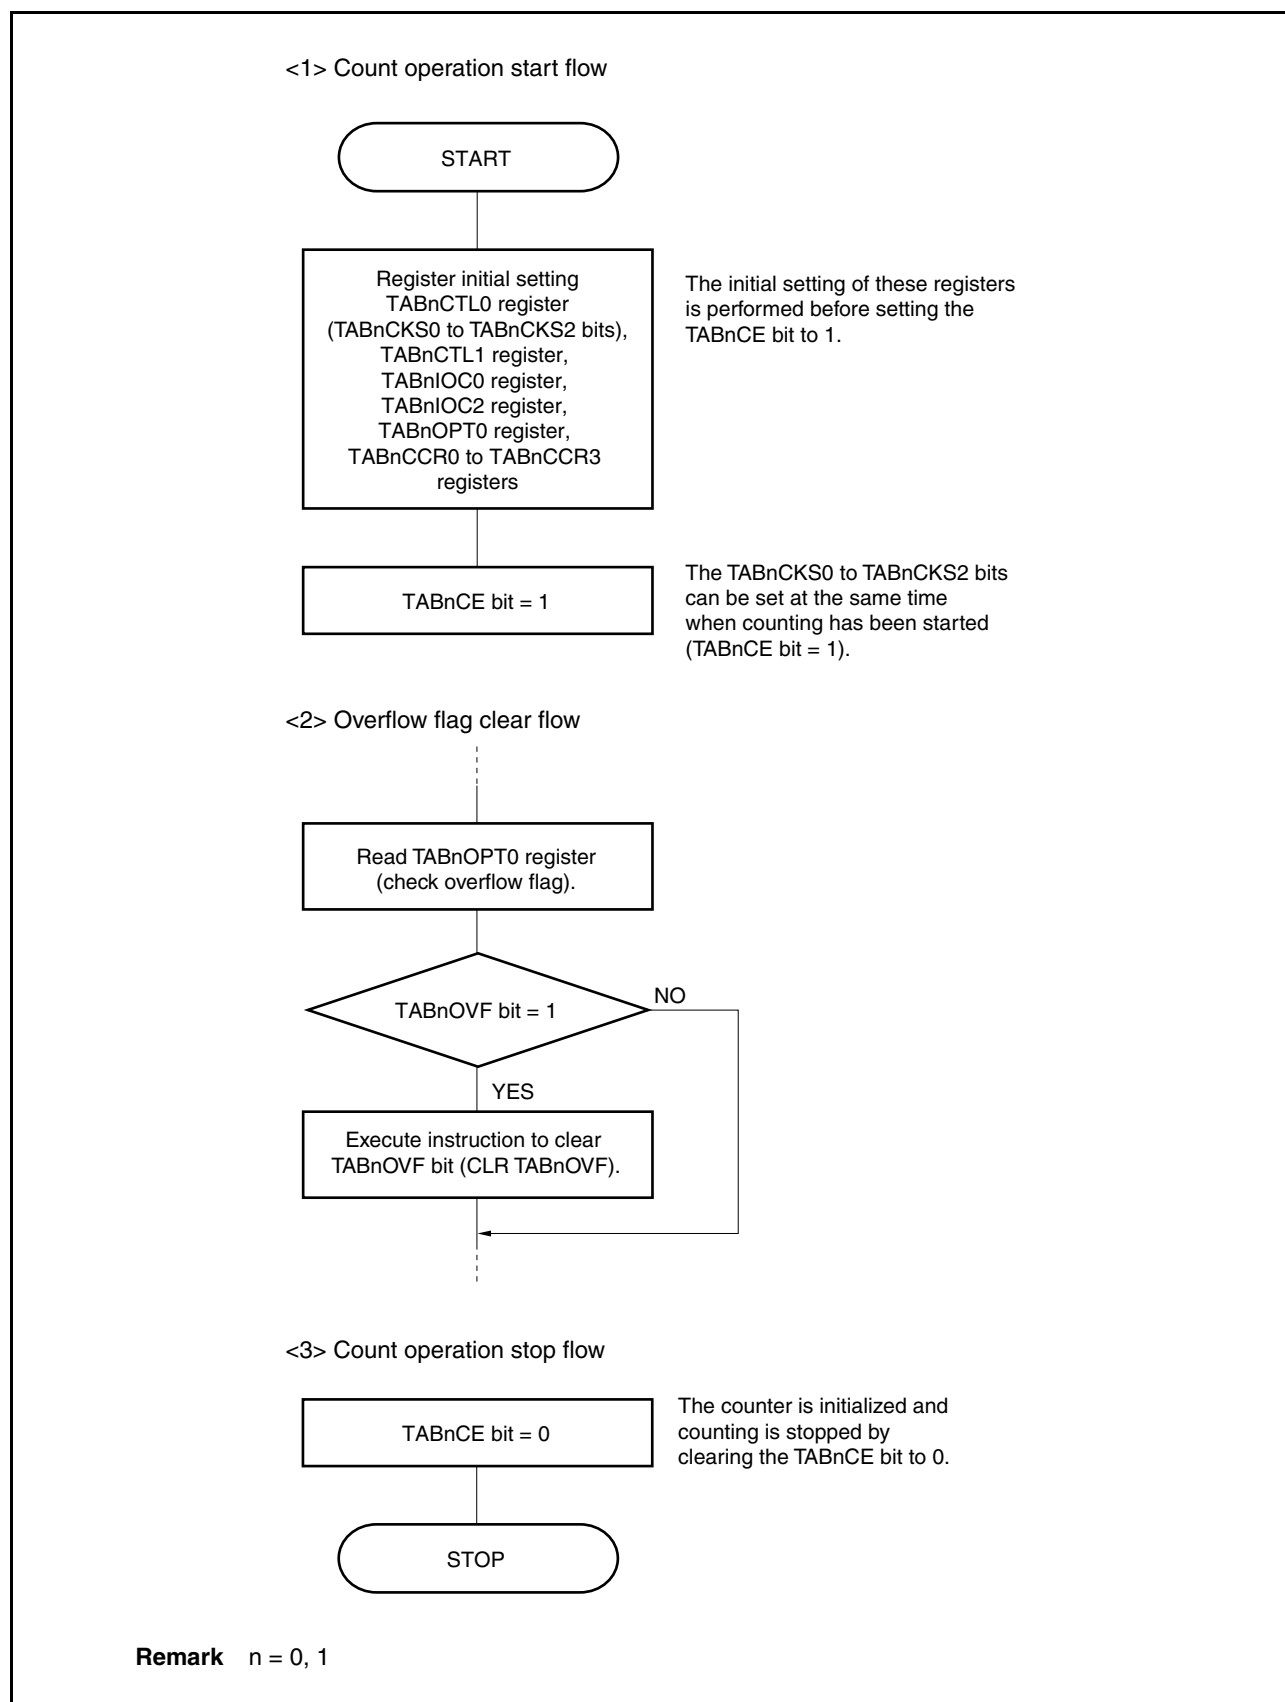 <1> Count operation start flow
START
Register initial setting
TABnCTL0 register
(TABnCKS0 to TABnCKS2 bits),
TABnCTL1 register,
TABnIOC0 register,
TABnIOC2 register,
TABnOPT0 register,
TABnCCR0 to TABnCCR3
registers
The initial setting of these registers
is performed before setting the
TABnCE bit to 1.
TABnCE bit = 1
The TABnCKS0 to TABnCKS2 bits
can be set at the same time
when counting has been started
(TABnCE bit = 1).
<2> Overflow flag clear flow
Read TABnOPT0 register
(check overflow flag).
TABnOVF bit = 1
NO
YES
Execute instruction to clear
TABnOVF bit (CLR TABnOVF).
<3> Count operation stop flow
TABnCE bit = 0
The counter is initialized and
counting is stopped by
clearing the TABnCE bit to 0.
STOP
Remark n = 0, 1